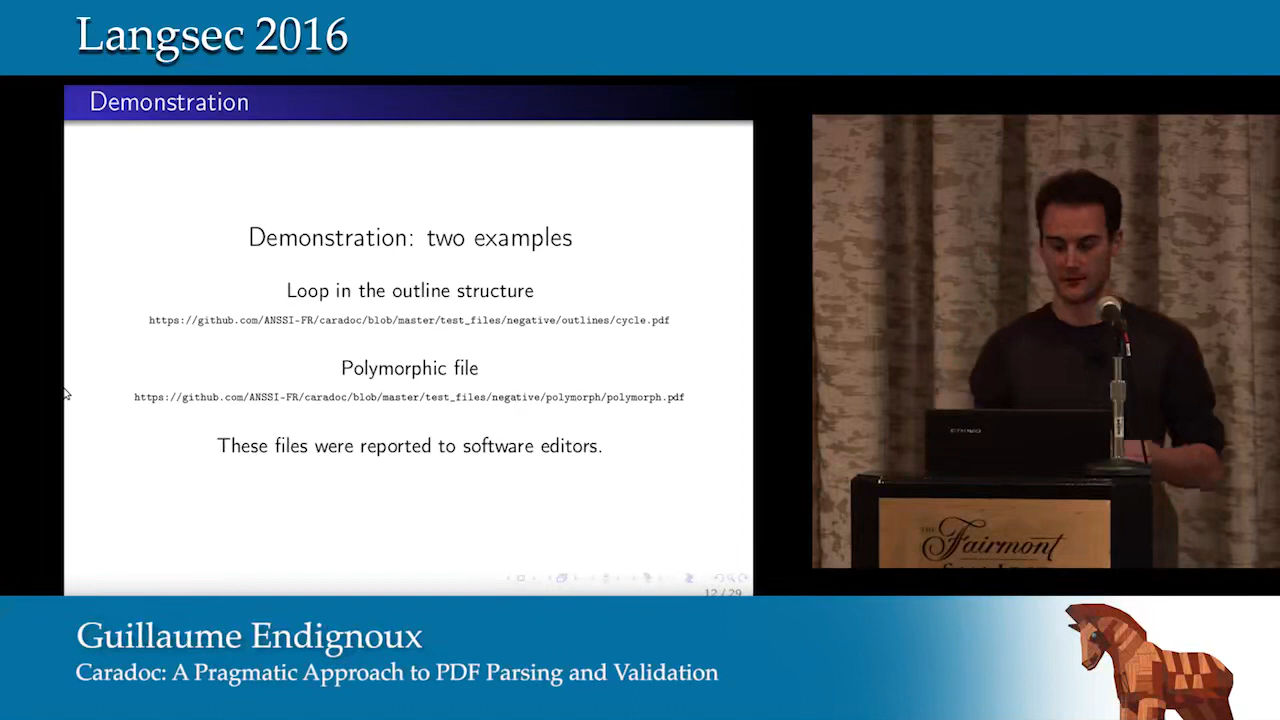 Langsec 2016
Demonstration
Demonstration: two examples
Loop in the outline structure
https://github.com/ANSSI-FR/caradoc/blob/master/test_files/negative/outlines/cycle.pdf
Polymorphic file
https://github.com/ANSSI-FR/caradoc/blob/master/test_files/negative/polymorph/polymorph.pdf
These files were reported to software editors.
12 / 29
THE
Fairmont
Guillaume Endignoux
Caradoc: A Pragmatic Approach to PDF Parsing and Validation